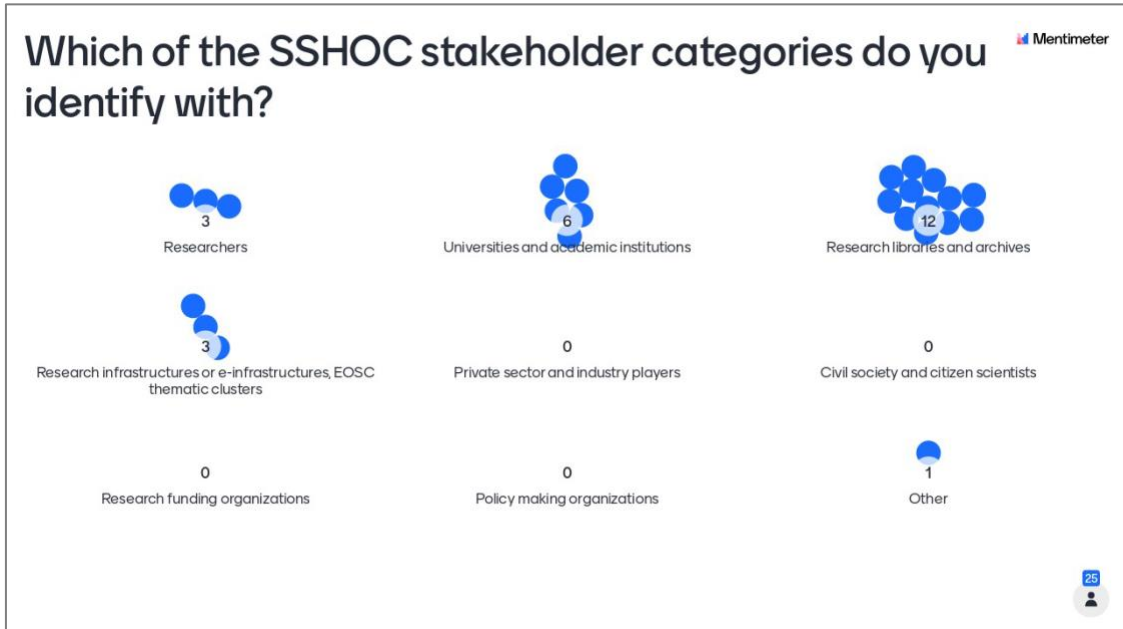 Which of the SSHOC stakeholder categories do you
identify with?
Mentimeter
3
Researchers
6
Universities and academic institutions
12
Research libraries and archives
3
Research infrastructures or e-infrastructures, EOSC
thematic clusters
0
Private sector and industry players
0
Civil society and citizen scientists
0
Research funding organizations
0
Policy making organizations
1
Other
25